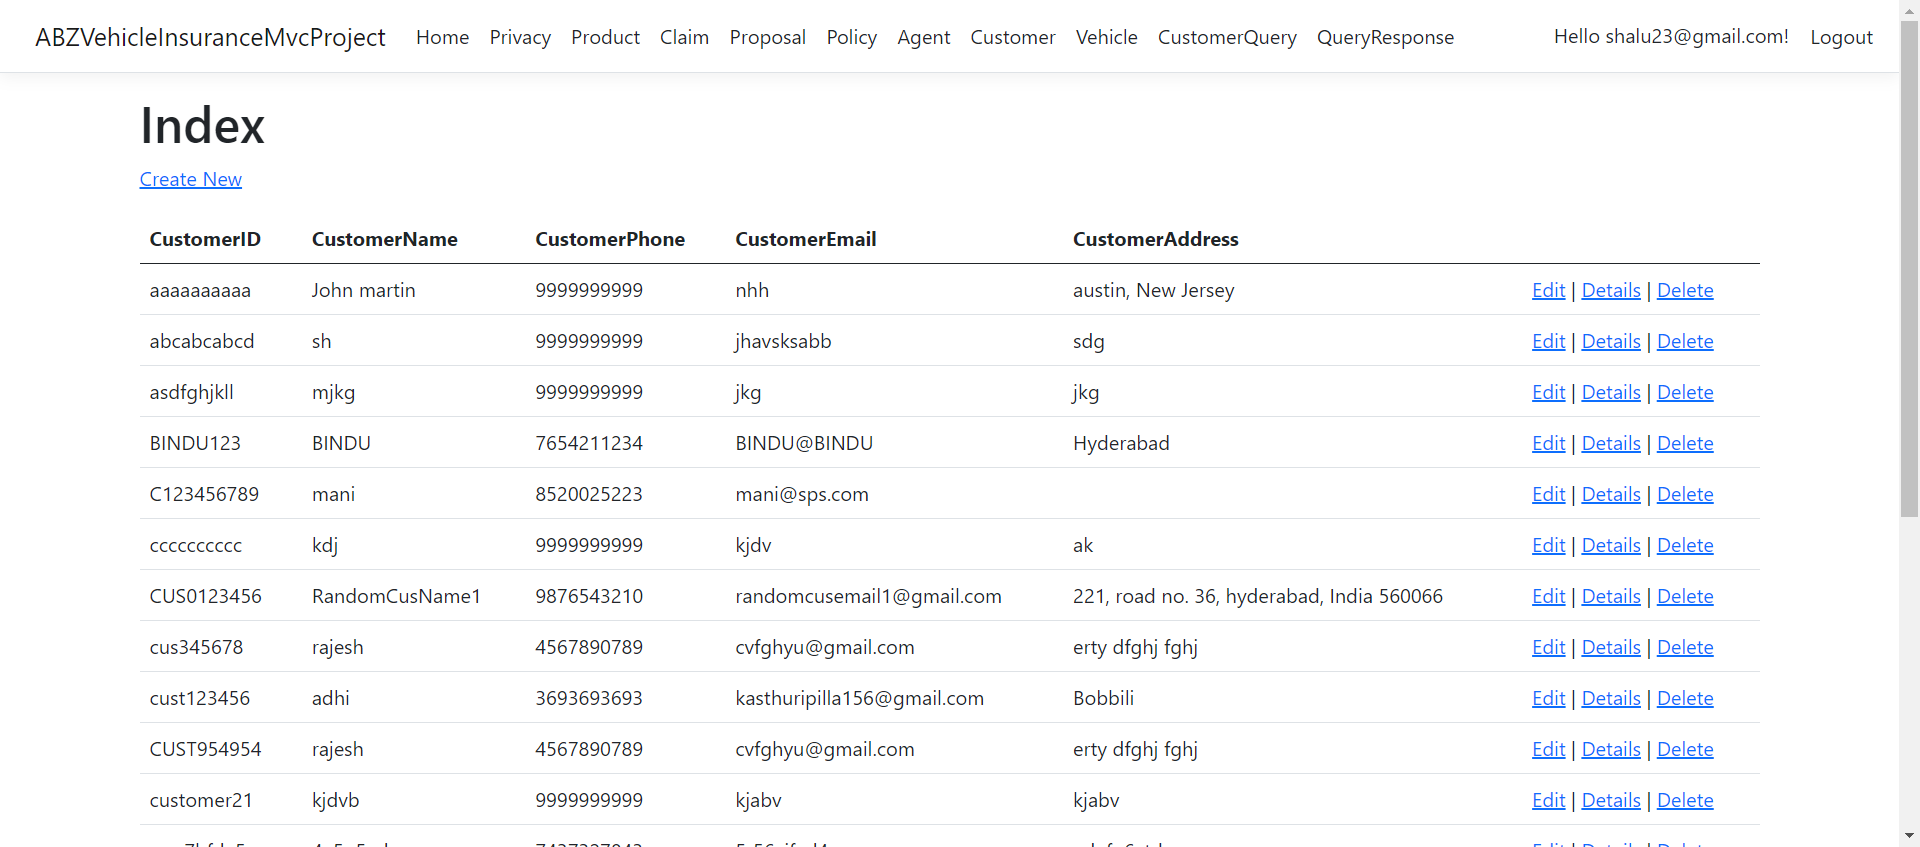 ABZVehicleInsuranceMvcProject Home Privacy Product Claim Proposal Policy Agent Customer Vehicle CustomerQuery QueryResponse Hello shalu23@gmail.com! Logout
Index
Create New
CustomerID CustomerName CustomerPhone CustomerEmail CustomerAddress
aaaaaaaaaa John martin 9999999999 nhh austin, New Jersey Edit | Details | Delete
abcabcabcd sh 9999999999 jhavsksabb sdg Edit | Details | Delete
asdfghjkll mjkg 9999999999 jkg jkg Edit | Details | Delete
BINDU123 BINDU 7654211234 BINDU@BINDU Hyderabad Edit | Details | Delete
C123456789 mani 8520025223 mani@sps.com Edit | Details | Delete
cccccccccc kdj 9999999999 kjdv ak Edit | Details | Delete
CUS0123456 RandomCusName1 9876543210 randomcusemail1@gmail.com 221, road no. 36, hyderabad, India 560066 Edit | Details | Delete
cus345678 rajesh 4567890789 cvfghyu@gmail.com erty dfghj fghj Edit | Details | Delete
cust123456 adhi 3693693693 kasthuripilla156@gmail.com Bobbili Edit | Details | Delete
CUST954954 rajesh 4567890789 cvfghyu@gmail.com erty dfghj fghj Edit | Details | Delete
customer21 kjdvb 9999999999 kjabv kjabv Edit | Details | Delete